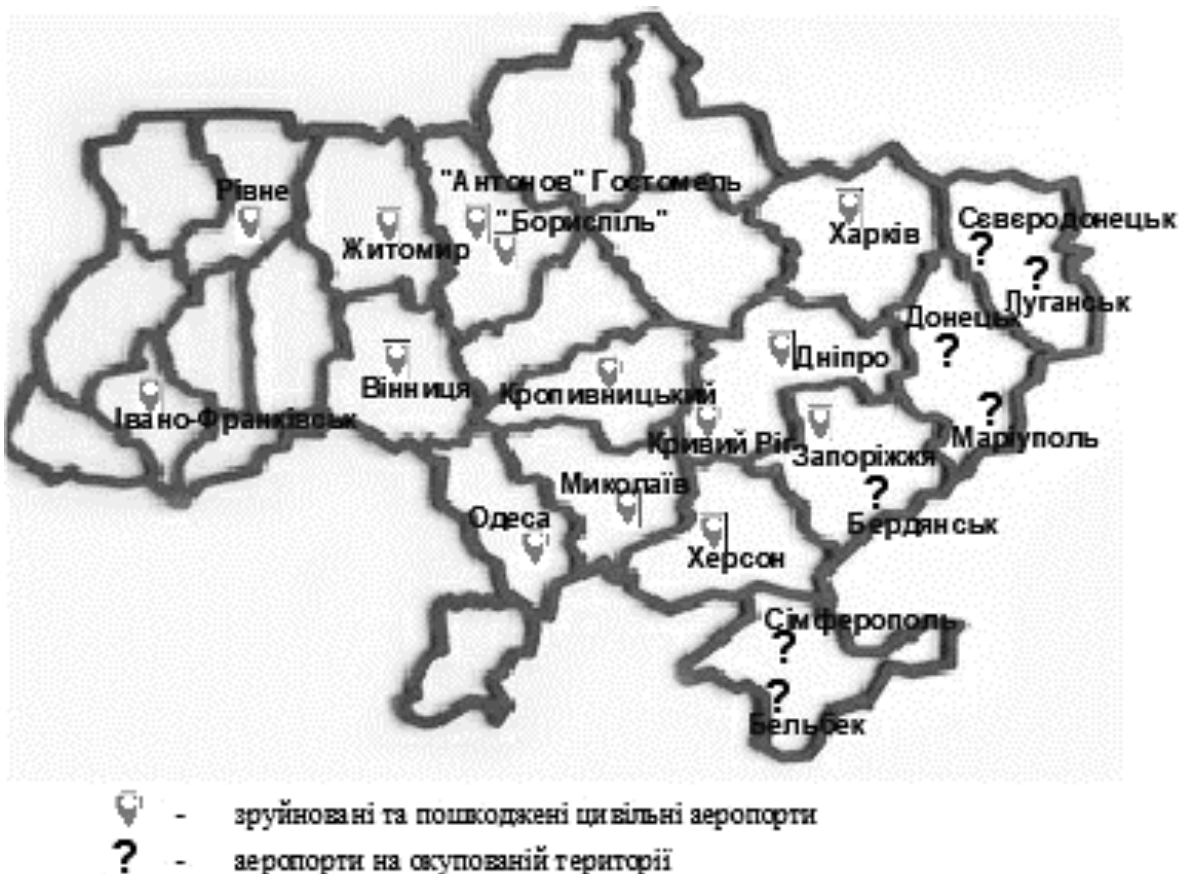 Рівне
"Антонов" Гостомель
"Бориспіль"
Житомир
Харків
Сєвєродонецьк
?
?
Луганськ
Донецьк
?
Дніпро
Вінниця
Кропивницький
Івано-Франківськ
Кривий Ріг
?
Маріуполь
Запоріжжя
Миколаїв
?
Одеса
Бердянськ
Херсон
Сімферополь
?
?
Бельбек
- зруйновані та пошкоджені цивільні аеропорти
? - аеропорти на окупованій території